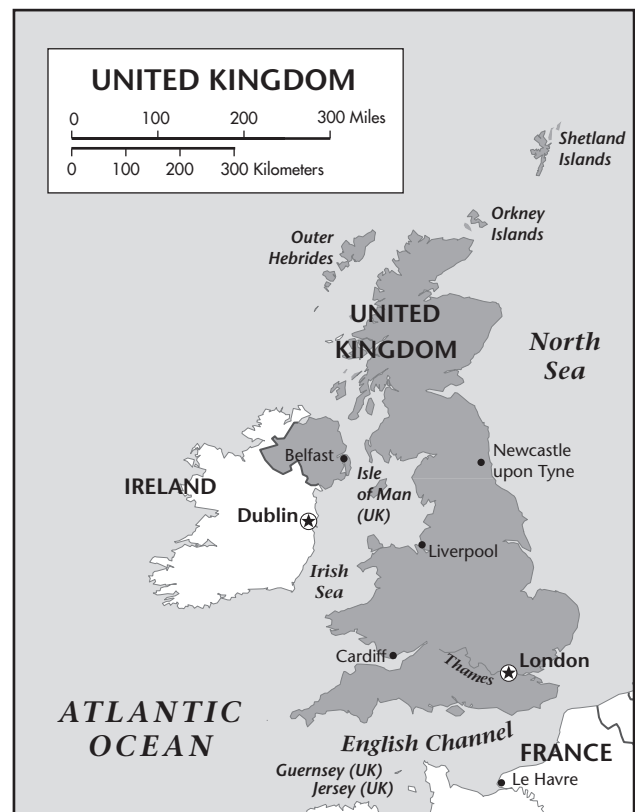 UNITED KINGDOM
0 100 200 300 Miles
0 100 200 300 Kilometers
Shetland
Islands
Orkney
Islands
Outer
Hebrides
UNITED
KINGDOM
North
Sea
Belfast
Newcastle
upon Tyne
Isle
of Man
(UK)
IRELAND
Dublin
Liverpool
Irish
Sea
Cardiff
Thames
London
ATLANTIC
OCEAN
English Channel
FRANCE
Guernsey (UK)
Jersey (UK)
Le Havre